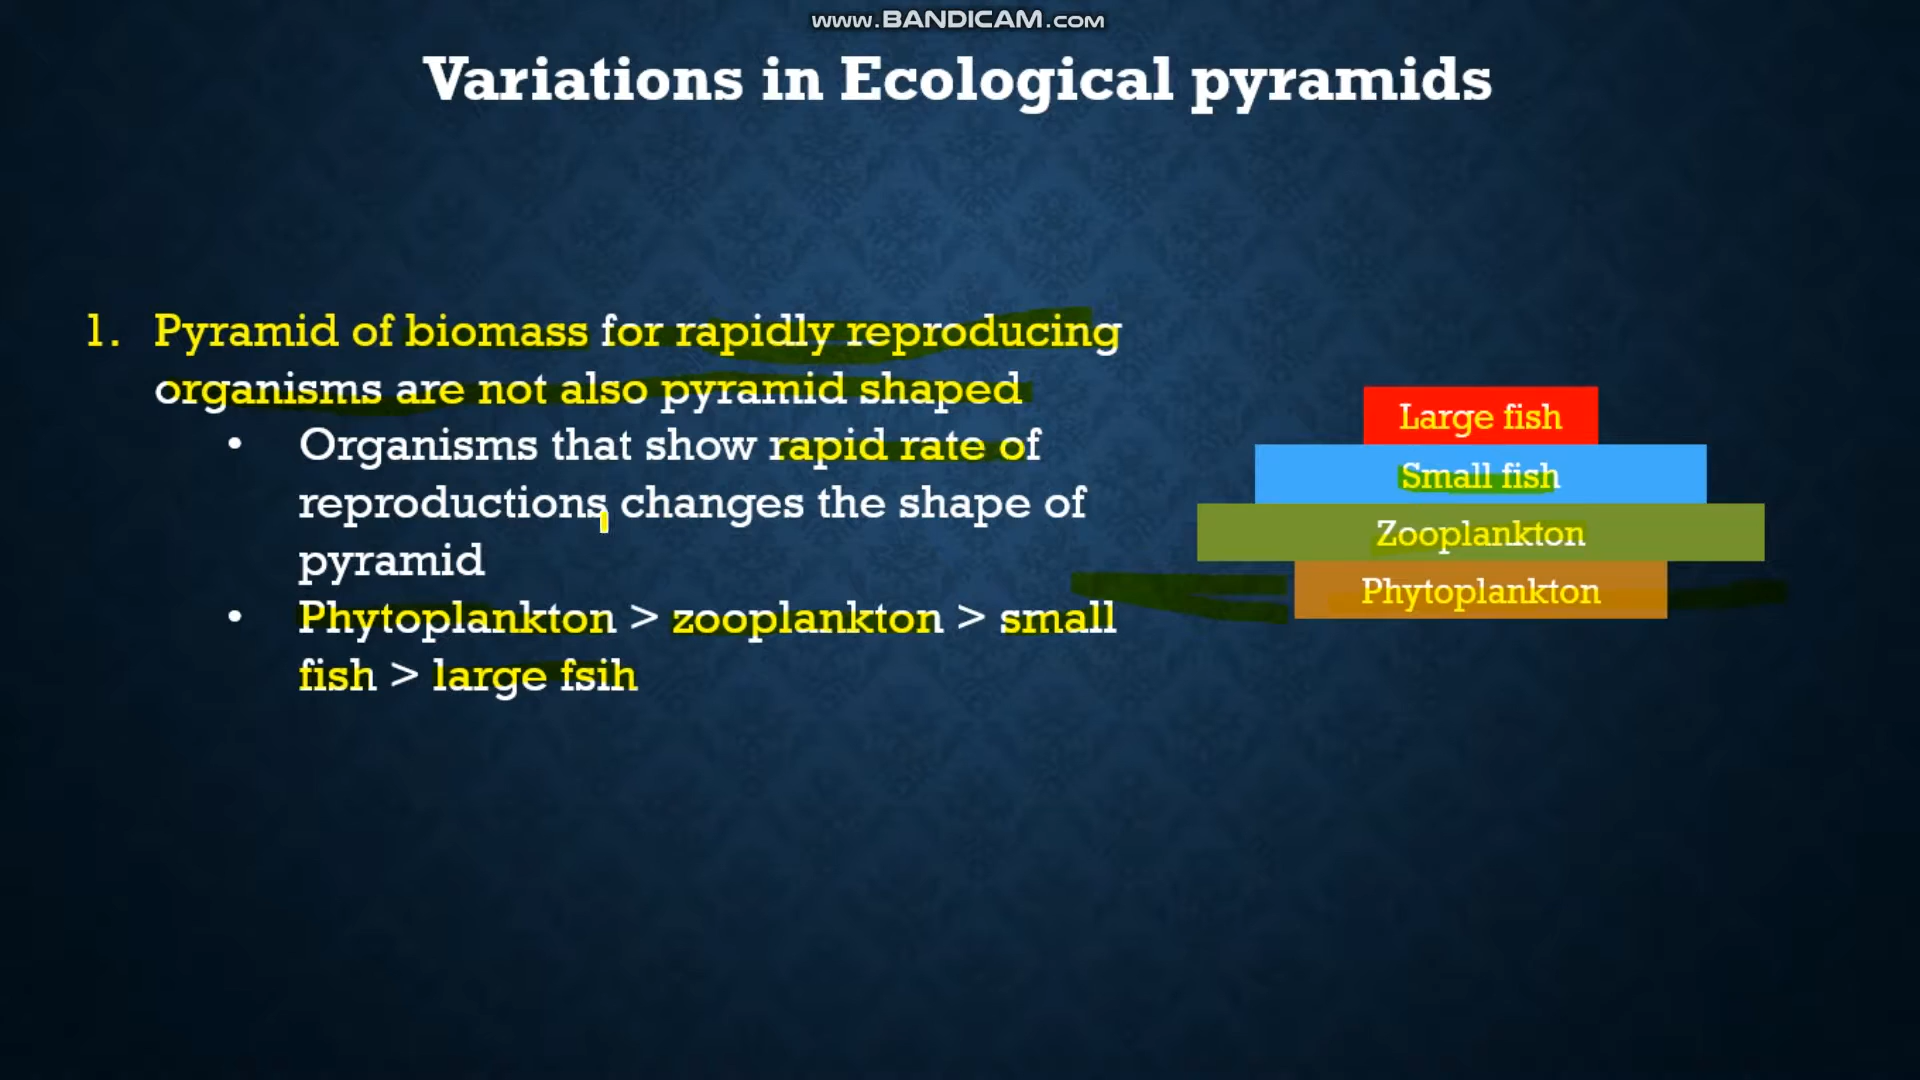 www.BANDICAM.com
Variations in Ecological pyramids
1. Pyramid of biomass for rapidly reproducing
organisms are not also pyramid shaped
• Organisms that show rapid rate of
reproductions changes the shape of
pyramid
• Phytoplankton > zooplankton > small
fish > large fsih
Large fish
Small fish
Zooplankton
Phytoplankton